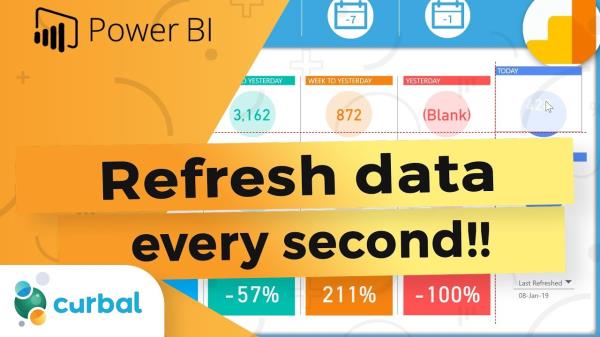 Power BI
-7
-1
O YESTERDAY
WEEK TO YESTERDAY
YESTERDAY
TODAY
3,162
872
(Blank)
Refresh data
every second!!
-57%
211%
-100%
Last Refreshed
08-Jan-19
curbal